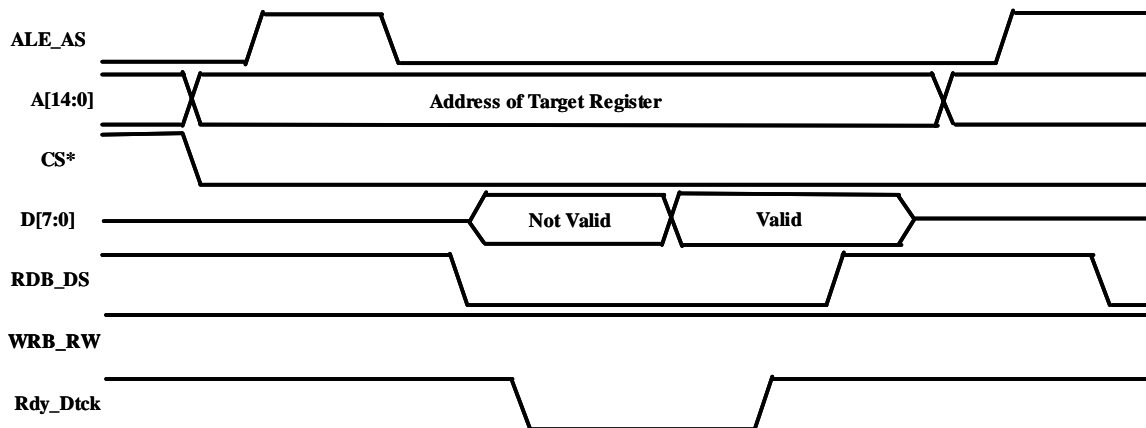 ALE_AS
A[14:0]
Address of Target Register
CS*
D[7:0]
Not Valid
Valid
RDB_DS
WRB_RW
Rdy_Dtck